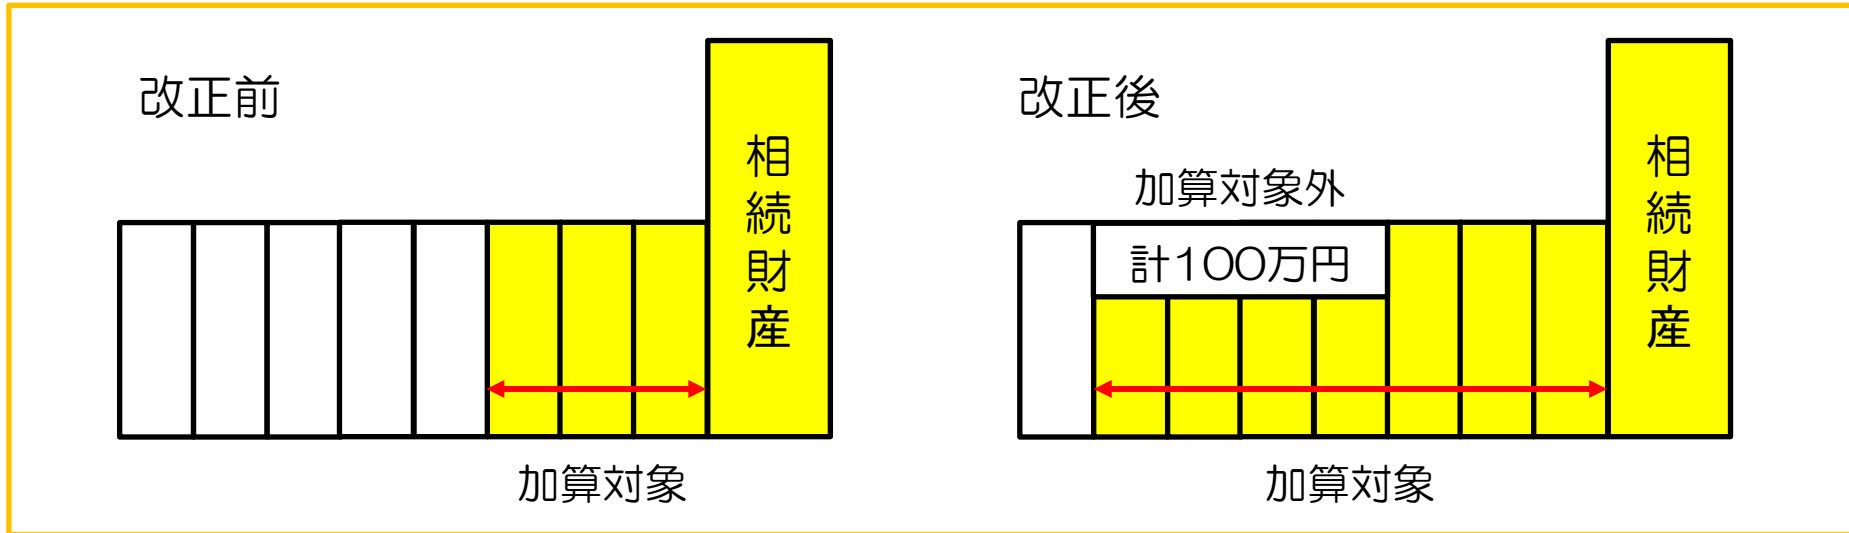 改正前
相続財産
加算対象
改正後
加算対象外
計100万円
相続財産
加算対象